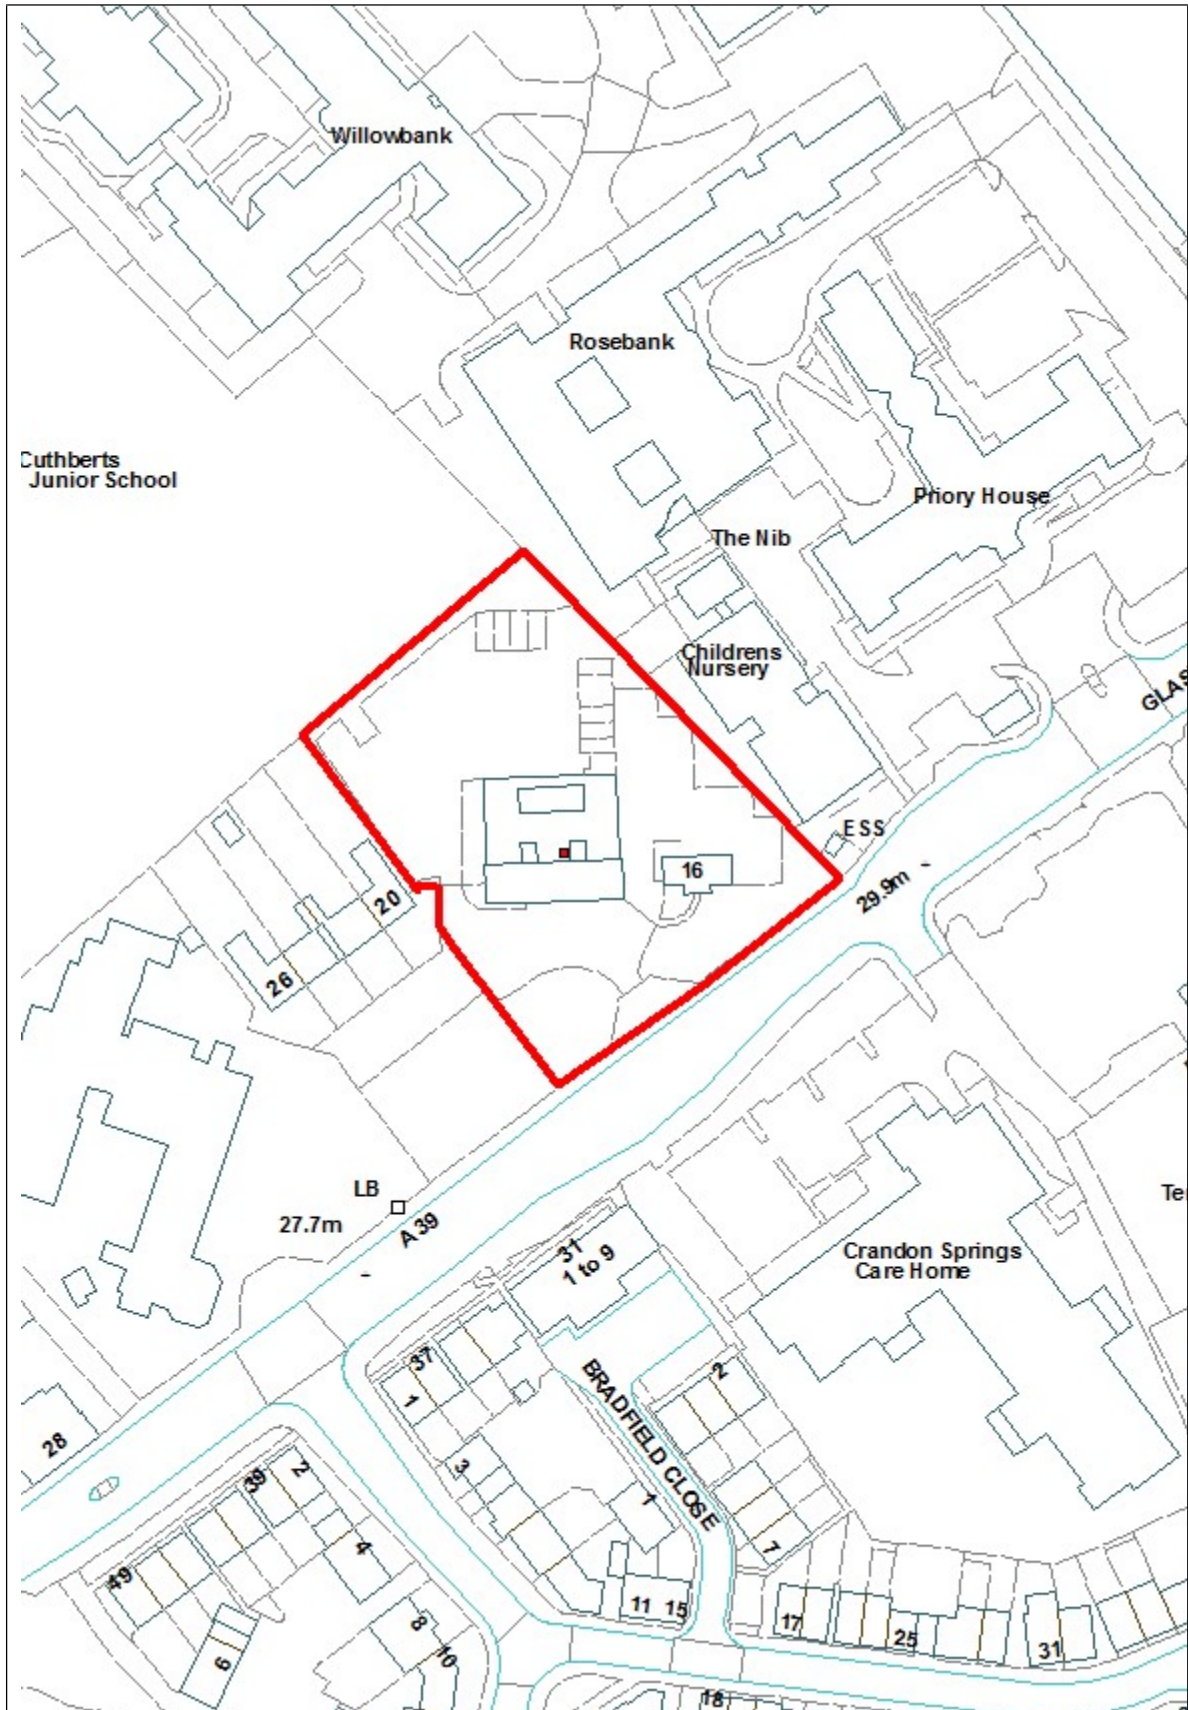 Willowbank
Rosebank
Cuthberts
Junior School
Priory House
The Nib
Childrens
Nursery
GLAS
ESS
16
29.9m
20
26
LB
27.7m
A 39
31
1 to 9
Crandon Springs
Care Home
Te
37
1
2
BRADFIELD CLOSE
28
3
39
2
1
4
7
49
11
15
8
17
25
31
6
10
18